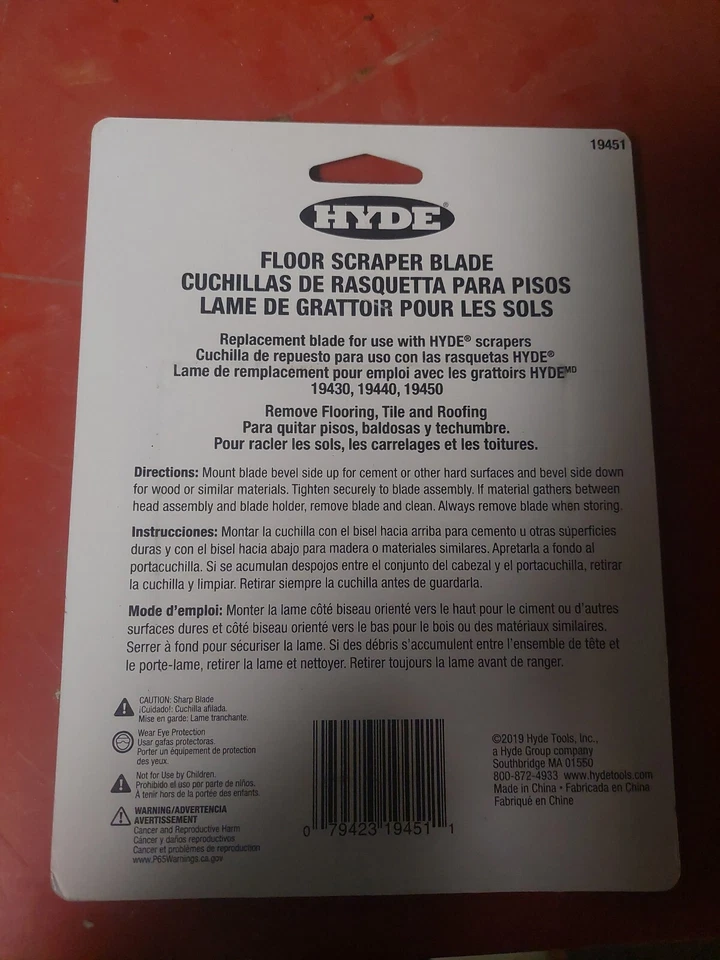 19451
HYDE®
FLOOR SCRAPER BLADE
CUCHILLAS DE RASQUETTA PARA PISOS
LAME DE GRATTOiR POUR LES SOLS
Replacement blade for use with HYDE® scrapers
Cuchilla de repuesto para uso con las rasquetas HYDE®
Lame de remplacement pour emploi avec les grattoirs HYDEMD
19430, 19440, 19450
Remove Flooring, Tile and Roofing
Para quitar pisos, baldosas y techumbre.
Pour racler les sols, les carrelages et les toitures.
Directions: Mount blade bevel side up for cement or other hard surfaces and bevel side down
for wood or similar materials. Tighten securely to blade assembly. If material gathers between
head assembly and blade holder, remove blade and clean. Always remove blade when storing.
Instrucciones: Montar la cuchilla con el bisel hacia arriba para cemento u otras súperficies
duras y con el bisel hacia abajo para madera o materiales similares. Apretarla a fondo al
portacuchilla. Si se acumulan despojos entre el conjunto del cabezal y el portacuchilla, retirar
la cuchilla y limpiar. Retirar siempre la cuchilla antes de guardarla.
Mode d'emploi: Monter la lame côté biseau orienté vers le haut pour le ciment ou d'autres
surfaces dures et côté biseau orienté vers le bas pour le bois ou des matériaux similaires.
Serrer à fond pour sécuriser la lame. Si des débris s'accumulent entre l'ensemble de tête et
le porte-lame, retirer la lame et nettoyer. Retirer toujours la lame avant de ranger.
CAUTION: Sharp Blade
¡Cuidado!: Cuchilla afilada.
Mise en garde: Lame tranchante.
Wear Eye Protection
Usar gafas protectoras.
Porter un équipement de protection
des yeux.
Not for Use by Children.
Prohibido el uso por parte de niños.
À tenir hors de la portée des enfants.
WARNING/ADVERTENCIA
AVERTISSEMENT
Cancer and Reproductive Harm
Cáncer y daños reproductivos
Cancer et problèmes de reproduction
www.P65Warnings.ca.gov
0 79423 19451 1
©2019 Hyde Tools, Inc.,
a Hyde Group company
Southbridge MA 01550
800-872-4933 www.hydetools.com
Made in China • Fabricada en China
Fabriqué en Chine